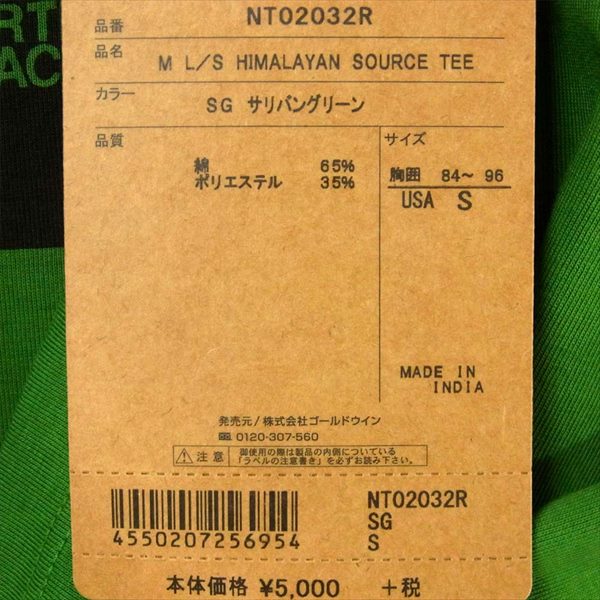 RT
AC
品番 NT02032R
品名 M L/S HIMALAYAN SOURCE TEE
カラー SG サリバングリーン
品質 サイズ
綿 65%
ポリエステル 35%
胸囲 84~ 96
USA S
MADE IN
INDIA
発売元/株式会社ゴールドウイン
0120-307-560
注意 御使用の際は製品の内側についている
「ラベルの注意書き」を必ずお読み下さい。
4550207256954
NT02032R
SG
S
本体価格 ¥5,000 +税